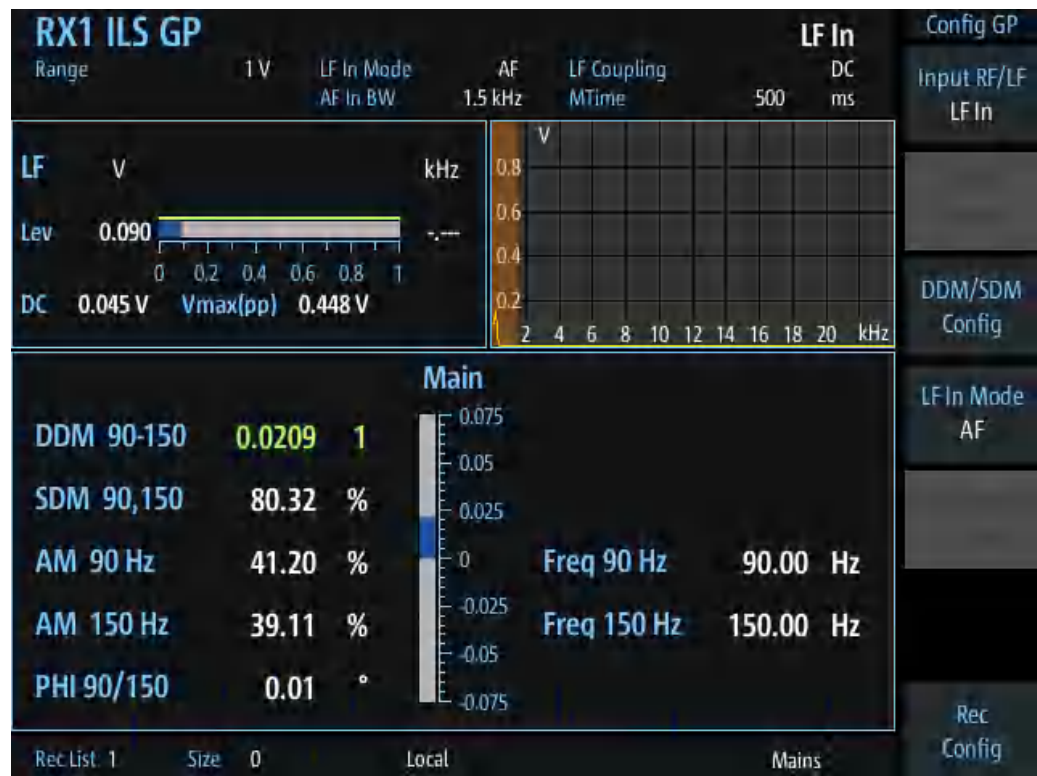 RX1 ILS GP
LF In
Range 1 V LF In Mode AF LF Coupling DC
AF In BW 1.5 kHz MTime 500 ms
LF V kHz
Lev 0.090 -.---
0 0.2 0.4 0.6 0.8 1
DC 0.045 V Vmax(pp) 0.448 V
V
0.8
0.6
0.4
0.2
2 4 6 8 10 12 14 16 18 20 kHz
Main
DDM 90-150 0.0209 1
SDM 90,150 80.32 %
AM 90 Hz 41.20 %
AM 150 Hz 39.11 %
PHI 90/150 0.01 °
0.075
0.05
0.025
0
-0.025
-0.05
-0.075
Freq 90 Hz 90.00 Hz
Freq 150 Hz 150.00 Hz
Rec List 1 Size 0 Local Mains
Config GP
Input RF/LF
LF In
DDM/SDM
Config
LF In Mode
AF
Rec
Config